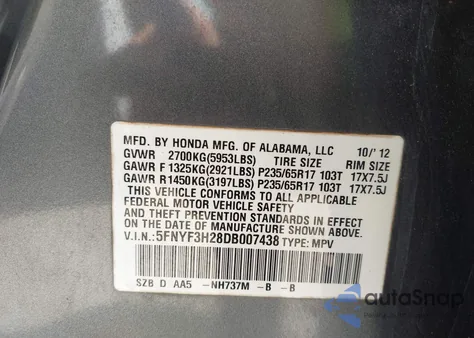 MFD. BY HONDA MFG. OF ALABAMA, LLC 10/'12
GVWR 2700KG(5953LBS) TIRE SIZE RIM SIZE
GAWR F 1325KG(2921LBS) P235/65R17 103T 17X7.5J
GAWR R1450KG(3197LBS) P235/65R17 103T 17X7.5J
THIS VEHICLE CONFORMS TO ALL APPLICABLE
FEDERAL MOTOR VEHICLE SAFETY STANDARDS IN EFFECT
ON THE DATE OF MANUFACTURE SHOWN ABOVE.
V.I.N.: 5FNYF3H28DB007438 TYPE: MPV
SZB D AA5 -NH737M -B -B
autoSnap